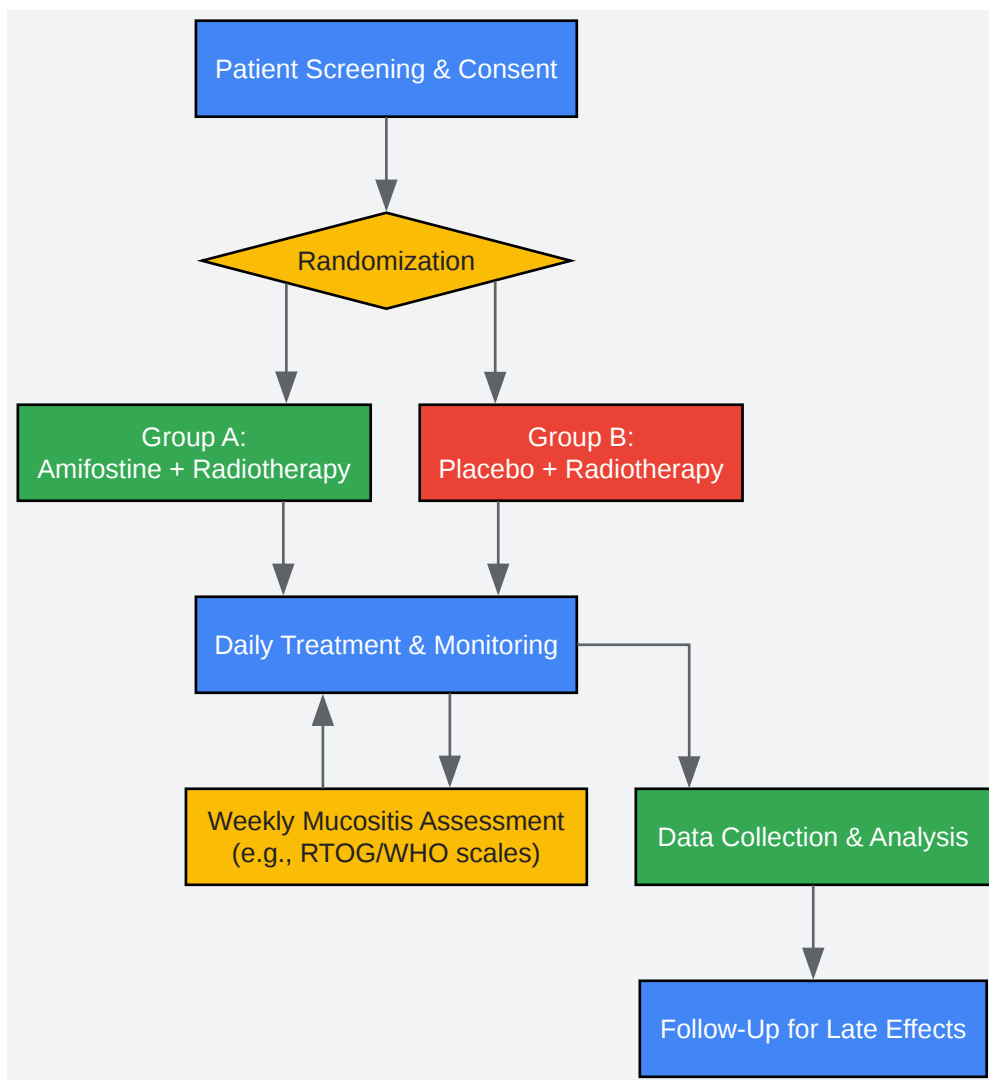 Patient Screening & Consent
Randomization
Group A:
Amifostine + Radiotherapy
Group B:
Placebo + Radiotherapy
Daily Treatment & Monitoring
Weekly Mucositis Assessment
(e.g., RTOG/WHO scales)
Data Collection & Analysis
Follow-Up for Late Effects